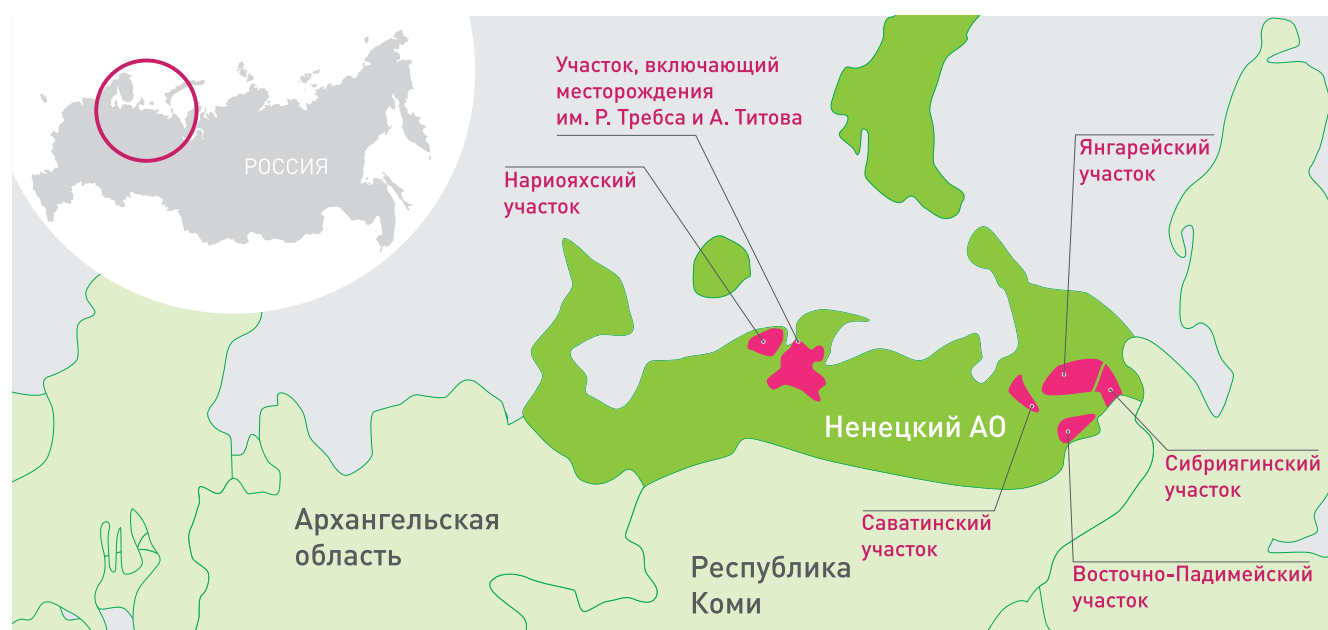 РОССИЯ
Участок, включающий
месторождения
им. Р. Требса и А. Титова
Нариояхский
участок
Янгарейский
участок
Ненецкий АО
Сибриягинский
участок
Саватинский
участок
Восточно-Падимейский
участок
Архангельская
область
Республика
Коми